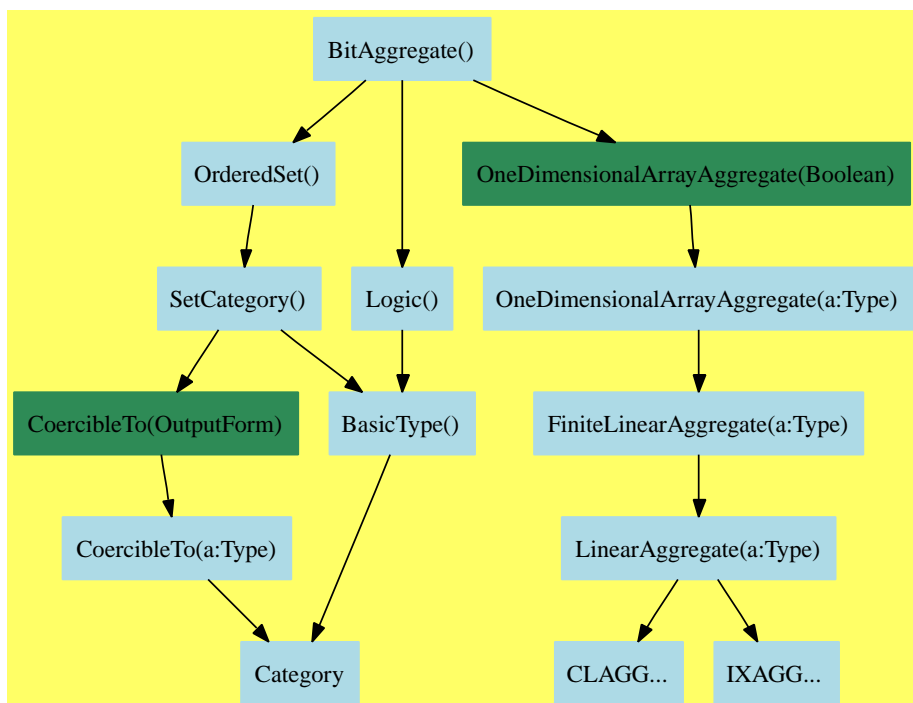 BitAggregate()
OrderedSet()
OneDimensionalArrayAggregate(Boolean)
SetCategory()
Logic()
OneDimensionalArrayAggregate(a:Type)
CoercibleTo(OutputForm)
BasicType()
FiniteLinearAggregate(a:Type)
CoercibleTo(a:Type)
LinearAggregate(a:Type)
Category
CLAGG...
IXAGG...